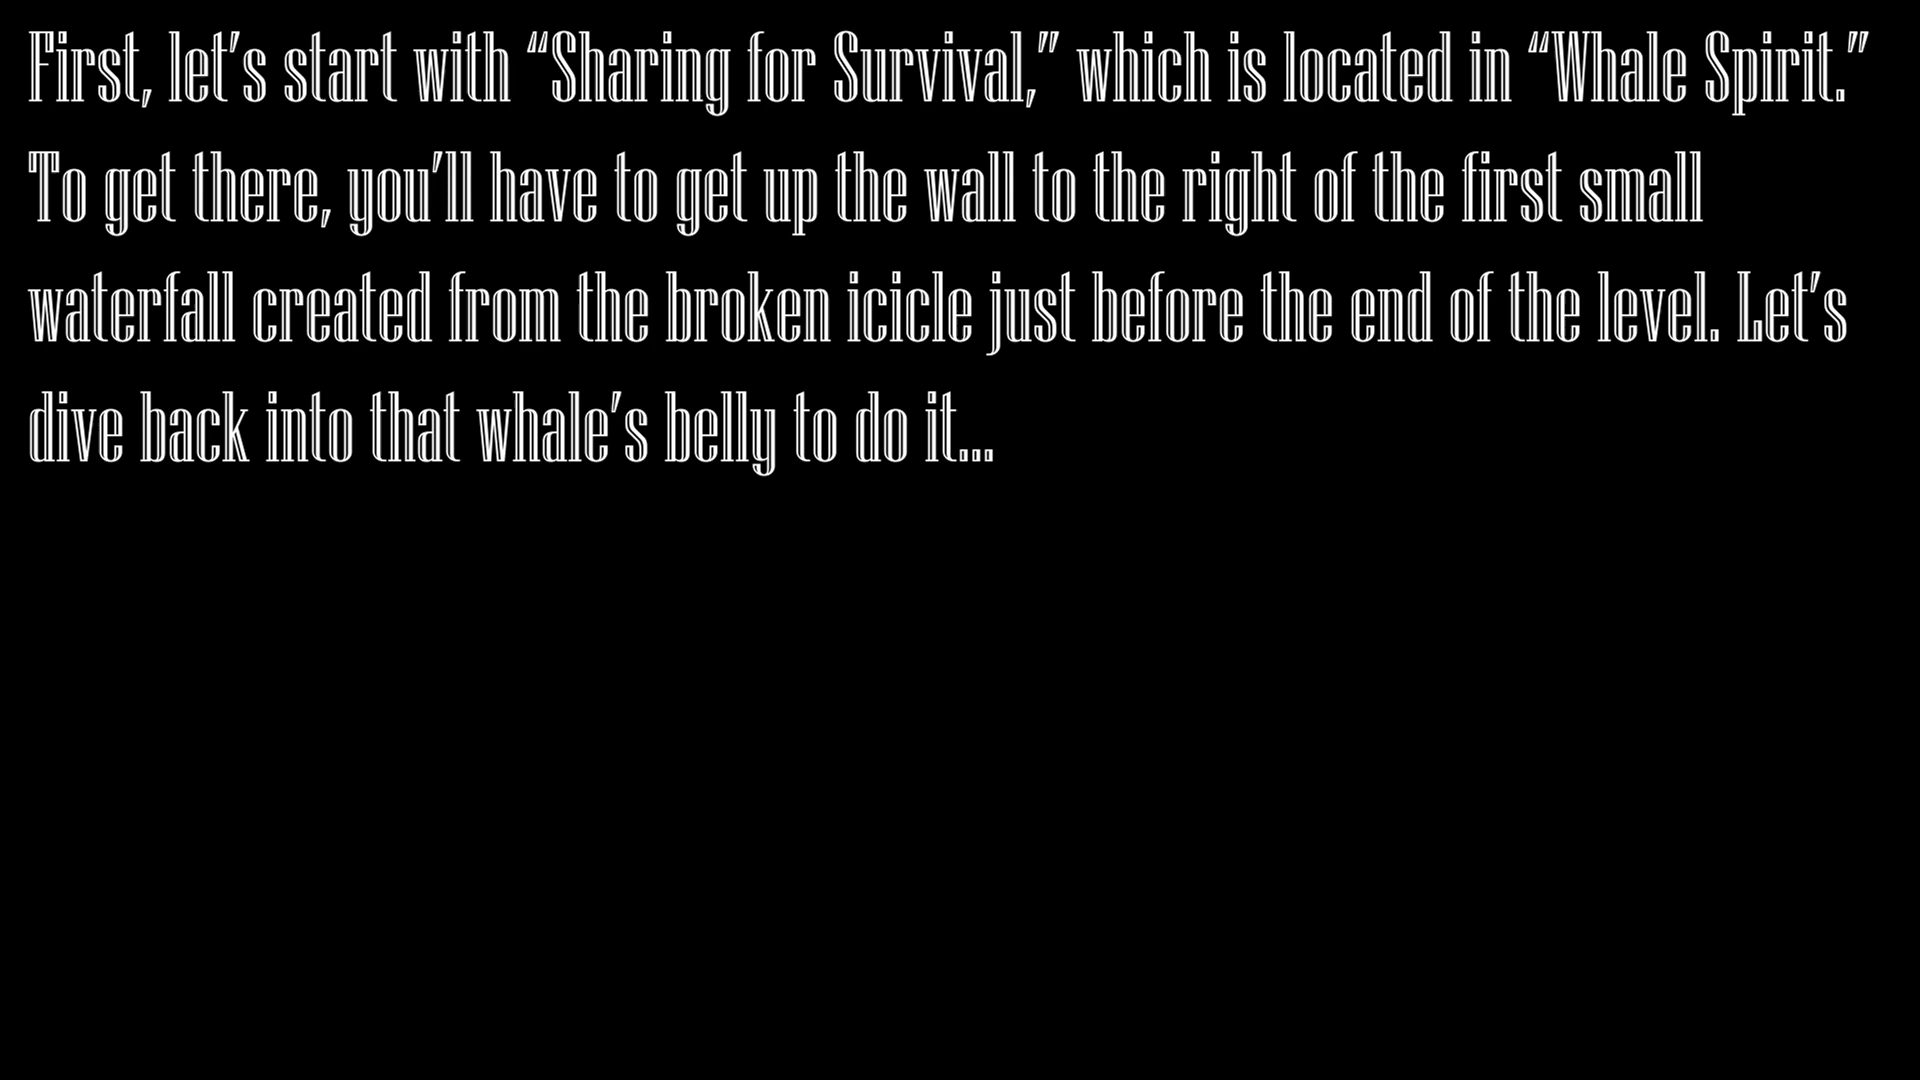 First, let's start with “Sharing for Survival,” which is located in “Whale Spirit.”
To get there, you'll have to get up the wall to the right of the first small
waterfall created from the broken icicle just before the end of the level. Let's
dive back into that whale's belly to do it...